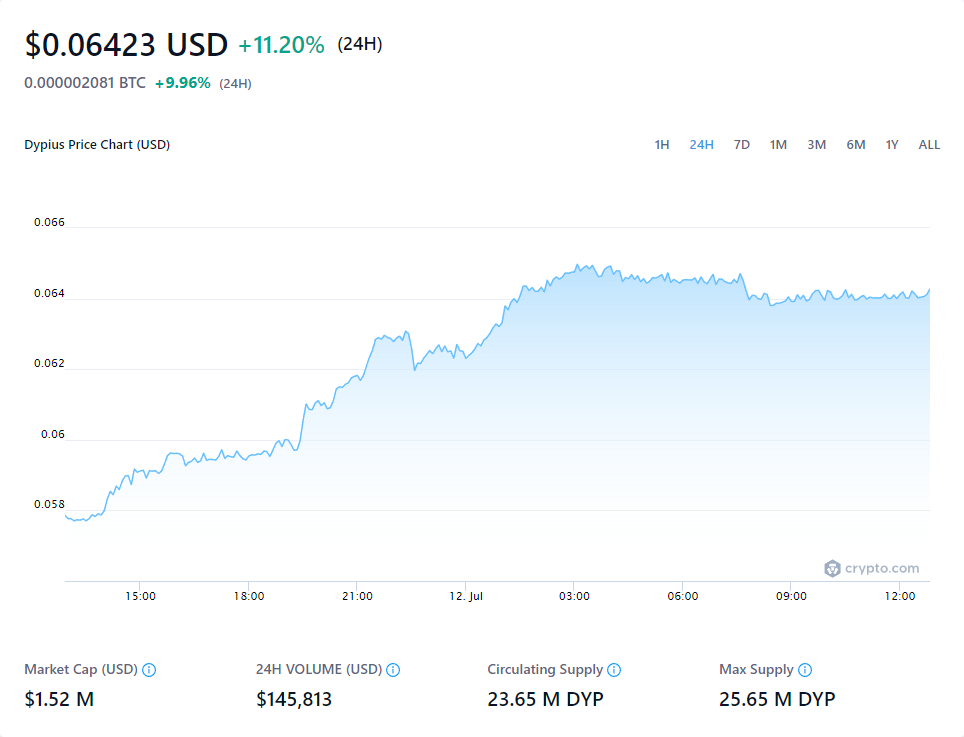 $0.06423 USD +11.20% (24H)
0.000002081 BTC +9.96% (24H)
Dypius Price Chart (USD) 1H 24H 7D 1M 3M 6M 1Y ALL
0.066
0.064
0.062
0.06
0.058
crypto.com
15:00 18:00 21:00 12. Jul 03:00 06:00 09:00 12:00
Market Cap (USD) 24H VOLUME (USD) Circulating Supply Max Supply
$1.52 M $145,813 23.65 M DYP 25.65 M DYP